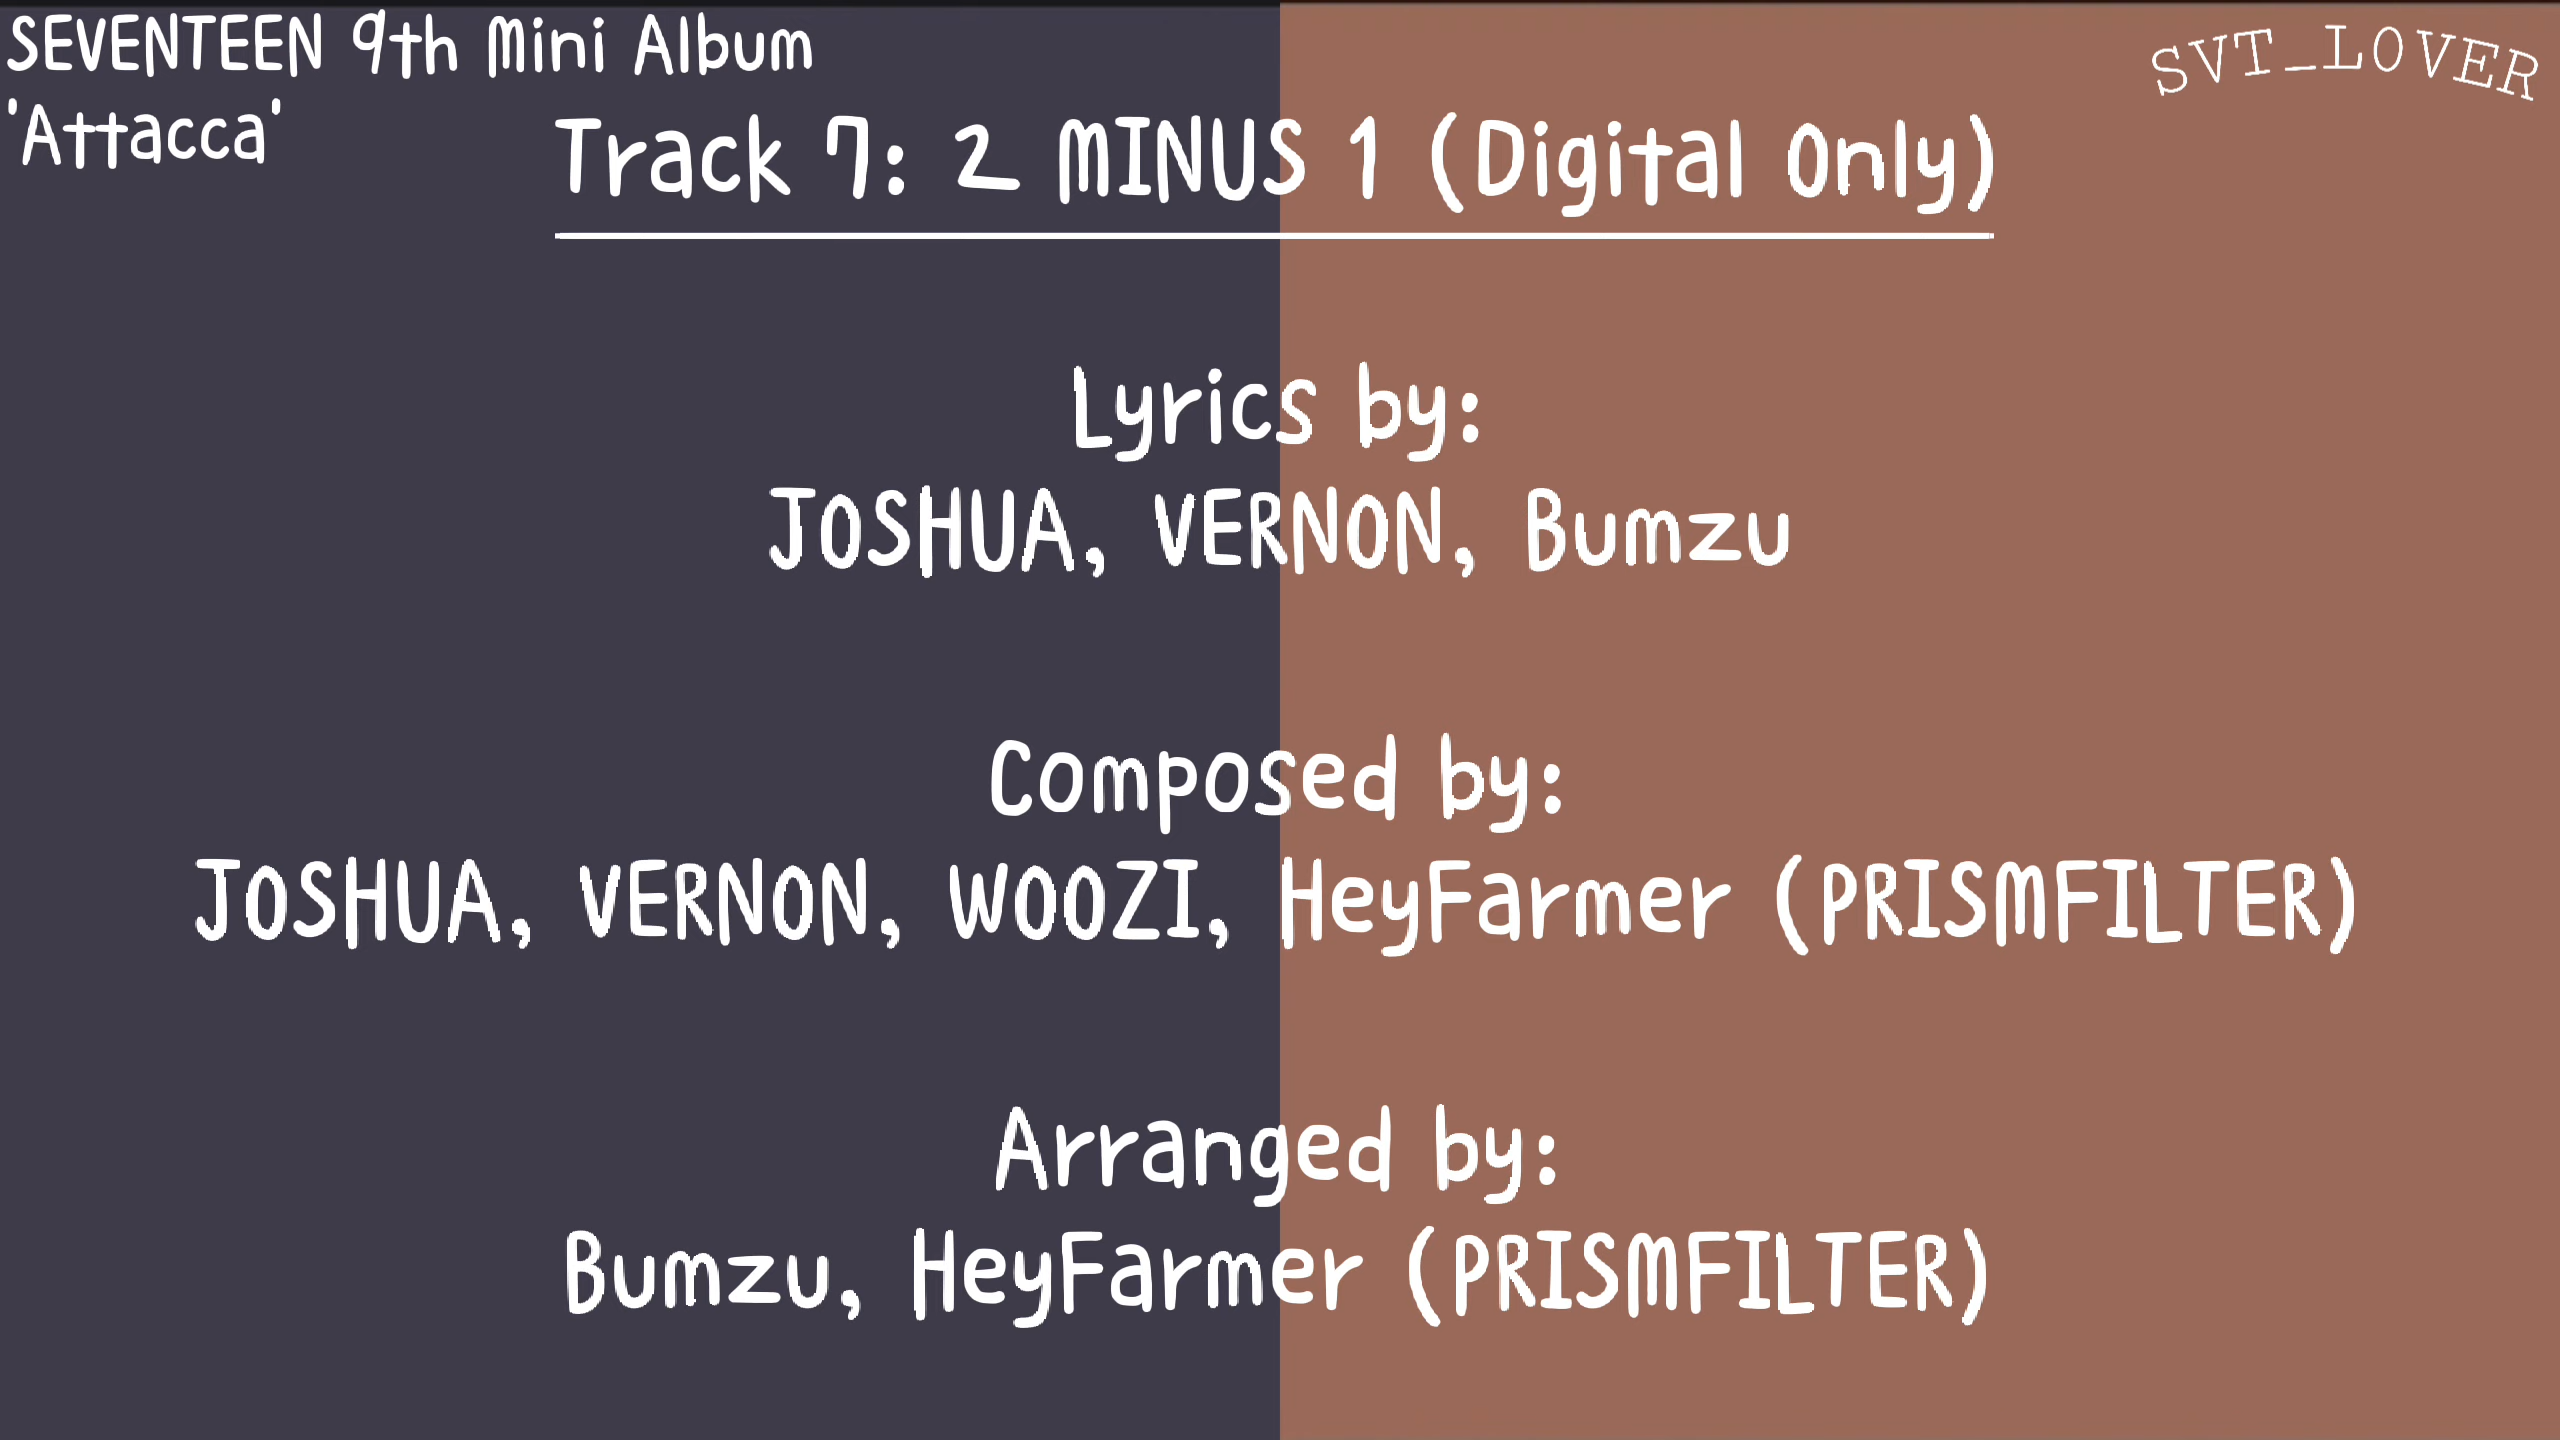 SEVENTEEN 9th Mini Album
'Attacca'
SVT_LOVER
Track 7: 2 MINUS 1 (Digital Only)
Lyrics by:
JOSHUA, VERNON, Bumzu
Composed by:
JOSHUA, VERNON, WOOZI, HeyFarmer (PRISMFILTER)
Arranged by:
Bumzu, HeyFarmer (PRISMFILTER)